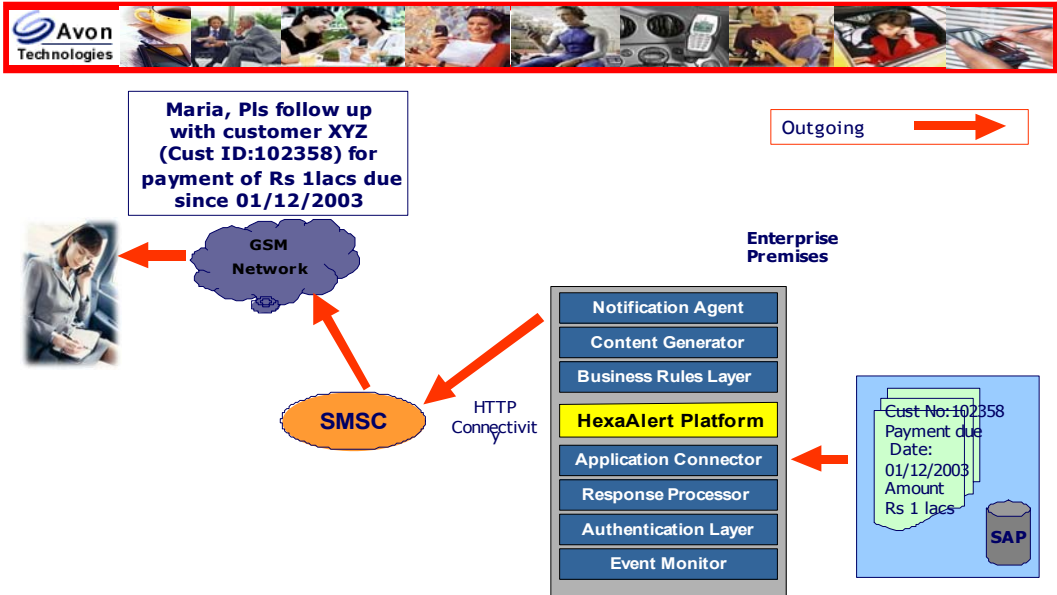 Avon
Technologies
Maria, Pls follow up
with customer XYZ
(Cust ID:102358) for
payment of Rs 1lacs due
since 01/12/2003
Outgoing
GSM
Network
Enterprise
Premises
Notification Agent
Content Generator
Business Rules Layer
HexaAlert Platform
Application Connector
Response Processor
Authentication Layer
Event Monitor
SMSC
HTTP
Connectivit
y
Cust No:102358
Payment due
Date:
01/12/2003
Amount
Rs 1 lacs
SAP